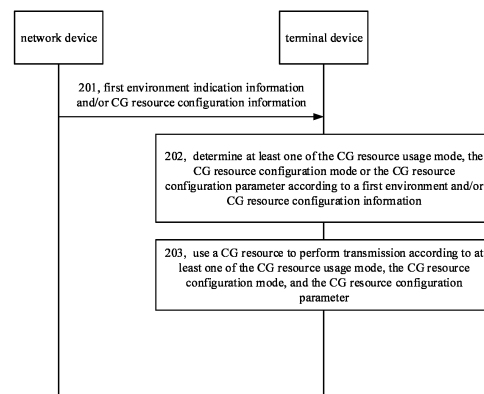 network device
terminal device
201, first environment indication information
and/or CG resource configuration information
202, determine at least one of the CG resource usage mode, the
CG resource configuration mode or the CG resource
configuration parameter according to a first environment and/or
CG resource configuration information
203, use a CG resource to perform transmission according to at
least one of the CG resource usage mode, the CG resource
configuration mode, and the CG resource configuration
parameter